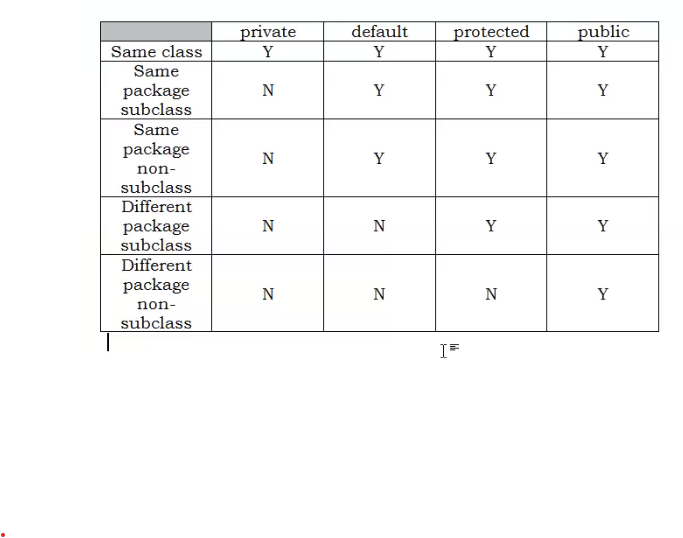 private default protected public
Same class Y Y Y Y
Same
package N Y Y Y
subclass
Same
package
non- N Y Y Y
subclass
Different
package N N Y Y
subclass
Different
package
non- N N N Y
subclass